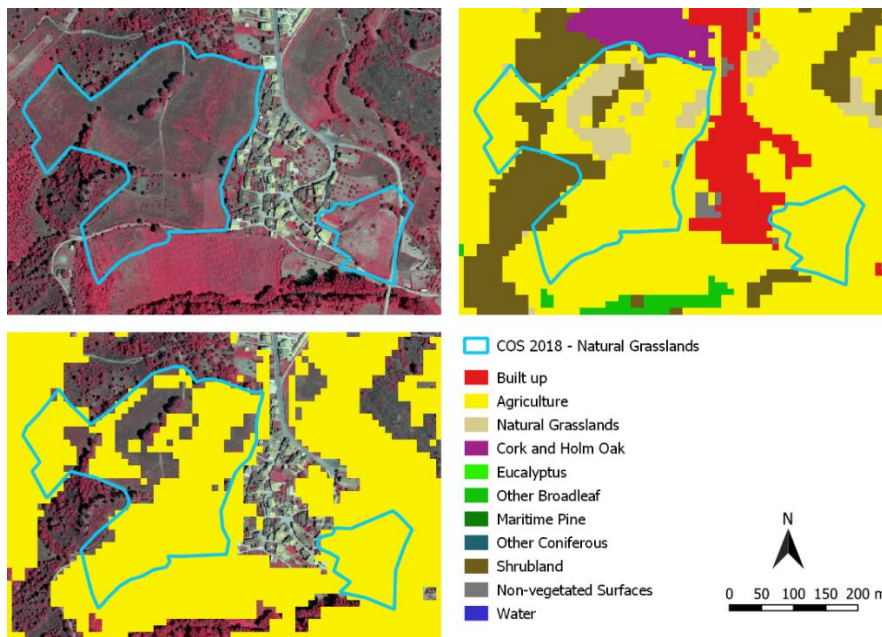 COS 2018 - Natural Grasslands
Built up
Agriculture
Natural Grasslands
Cork and Holm Oak
Eucalyptus
Other Broadleaf
Maritime Pine
Other Coniferous
Shrubland
Non-vegetated Surfaces
Water
N
0 50 100 150 200 m